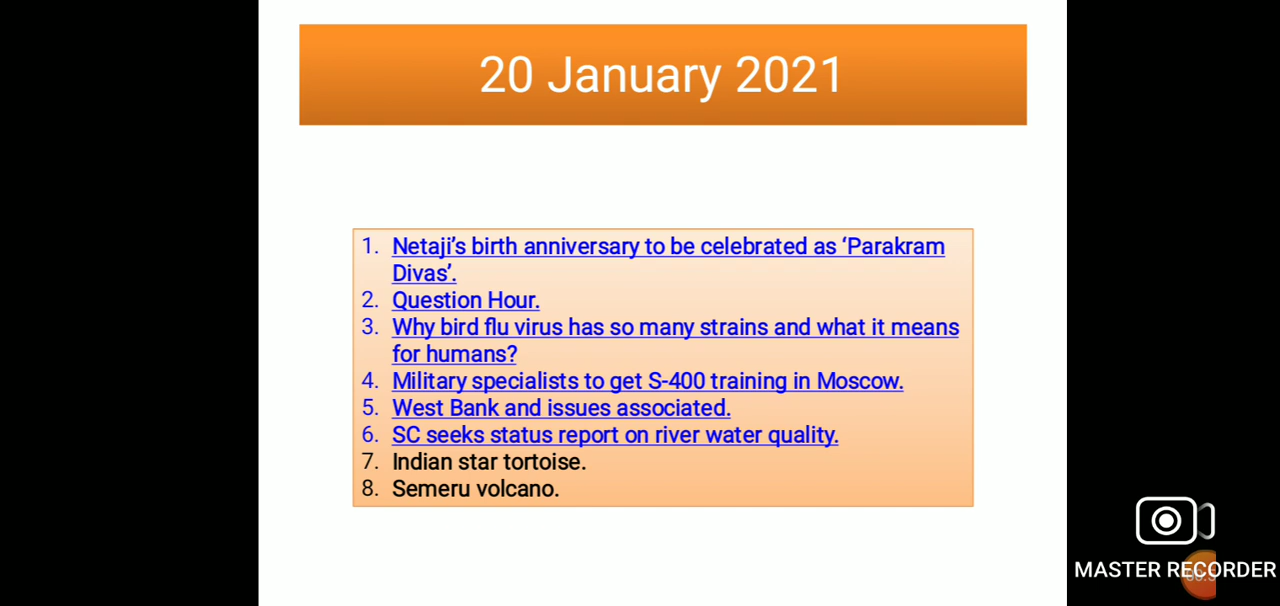 20 January 2021
1. Netaji's birth anniversary to be celebrated as ‘Parakram
Divas’.
2. Question Hour.
3. Why bird flu virus has so many strains and what it means
for humans?
4. Military specialists to get S-400 training in Moscow.
5. West Bank and issues associated.
6. SC seeks status report on river water quality.
7. Indian star tortoise.
8. Semeru volcano.
MASTER RECORDER